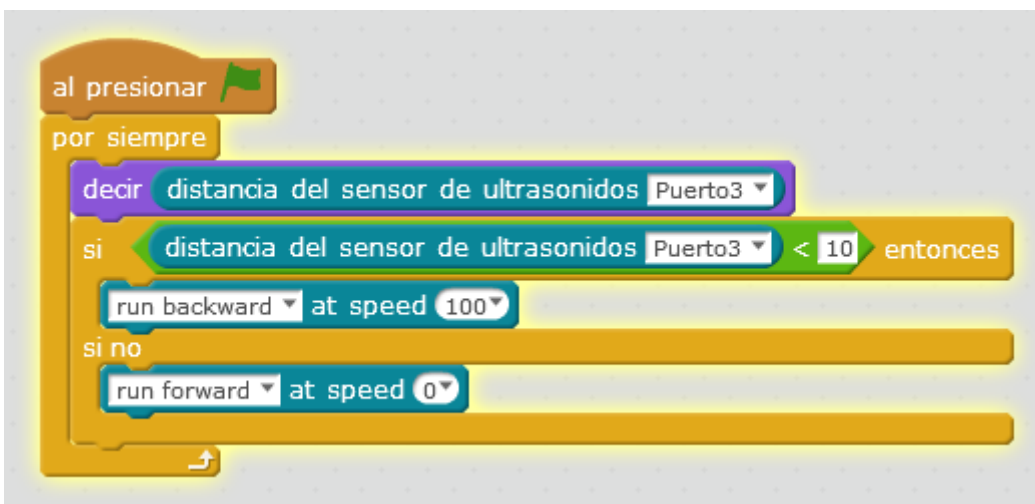 al presionar
por siempre
decir distancia del sensor de ultrasonidos Puerto3
si distancia del sensor de ultrasonidos Puerto3 < 10 entonces
run backward at speed 100
si no
run forward at speed 0